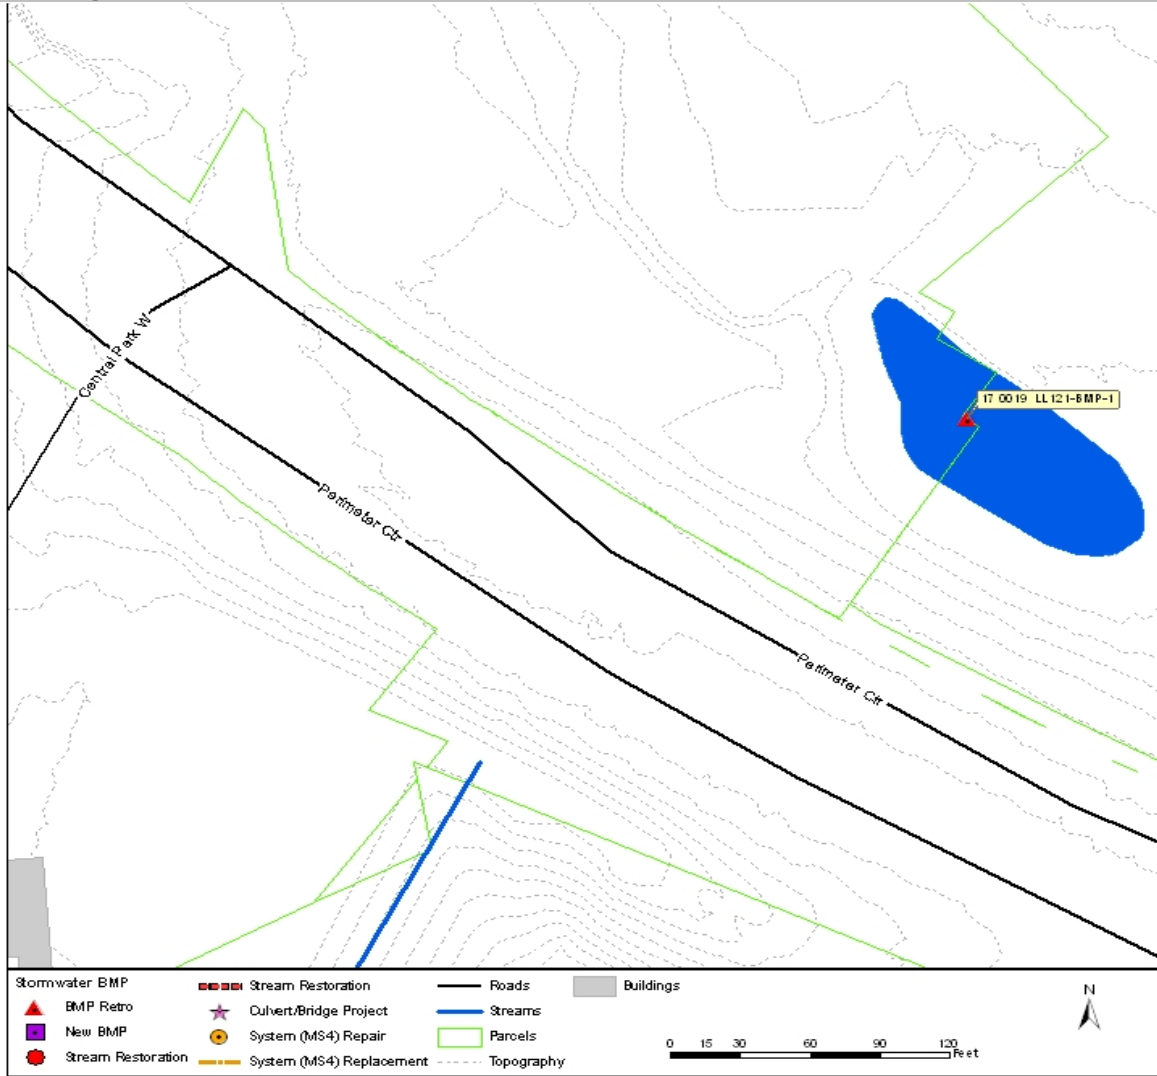 17 0019 LL121-BMP-1
Central Park W
Perimeter Ctr
Perimeter Ctr
Stormwater BMP
BMP Retro
New BMP
Stream Restoration
Stream Restoration
Culvert/Bridge Project
System (MS4) Repair
System (MS4) Replacement
Roads
Streams
Parcels
Topography
Buildings
N
0 15 30 60 90 120
Feet